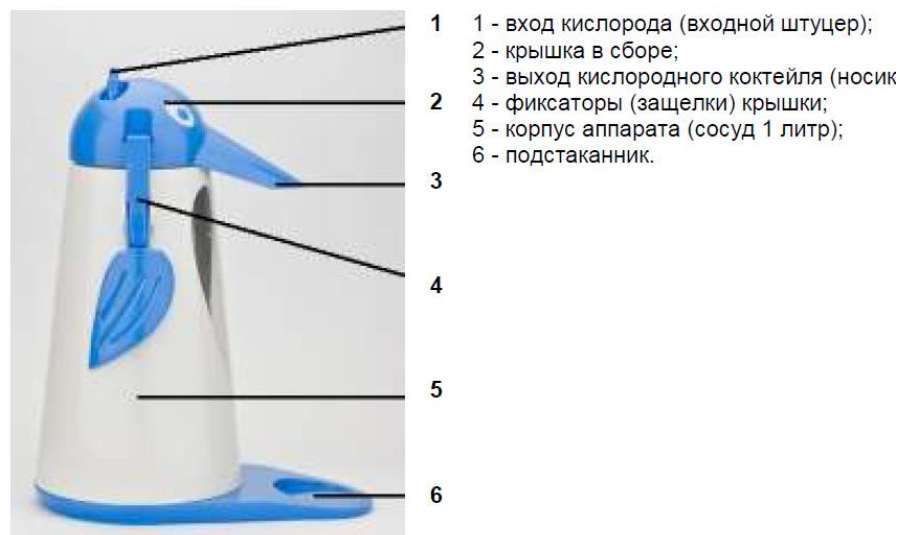 1
2
3
4
5
6
1 - вход кислорода (входной штуцер);
2 - крышка в сборе;
3 - выход кислородного коктейля (носик
4 - фиксаторы (защелки) крышки;
5 - корпус аппарата (сосуд 1 литр);
6 - подстаканник.